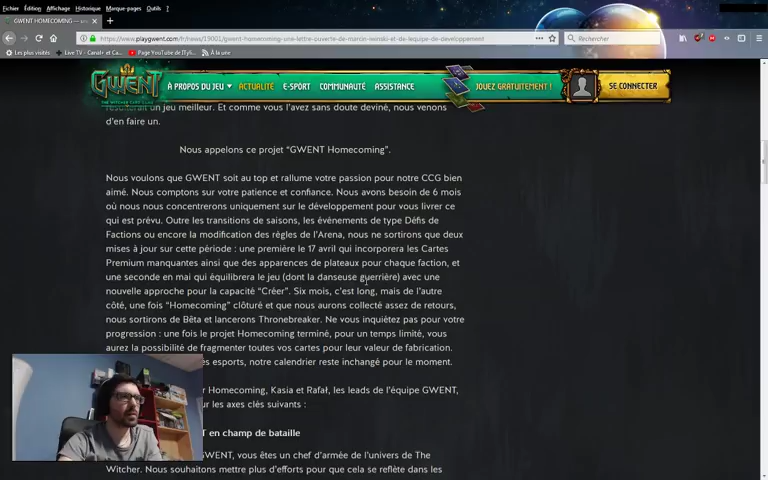 Édition Affichage Historique Marque-pages Outils ?
GWENT HOMECOMING — un
https://www.playgwent.com/fr/news/19001/gwent-homecoming-une-lettre-ouverte-de-marcin-iwinski-et-de-lequipe-de-developpement
Rechercher
Les plus visités Live TV - Canal+ et Ca... Page YouTube de iTyli... À la une
GWENT À PROPOS DU JEU ACTUALITÉ E-SPORT COMMUNAUTÉ ASSISTANCE JOUEZ GRATUITEMENT ! SE CONNECTER
résulterait un jeu meilleur. Et comme vous l'avez sans doute deviné, nous venons
d'en faire un.
Nous appelons ce projet “GWENT Homecoming”.
Nous voulons que GWENT soit au top et rallume votre passion pour notre CCG bien
aimé. Nous comptons sur votre patience et confiance. Nous avons besoin de 6 mois
où nous nous concentrerons uniquement sur le développement pour vous livrer ce
qui est prévu. Outre les transitions de saisons, les évènements de type Défis de
Factions ou encore la modification des règles de l'Arena, nous ne sortirons que deux
mises à jour sur cette période : une première le 17 avril qui incorporera les Cartes
Premium manquantes ainsi que des apparences de plateaux pour chaque faction, et
une seconde en mai qui équilibrera le jeu (dont la danseuse guerrière) avec une
nouvelle approche pour la capacité “Créer”. Six mois, c'est long, mais de l'autre
côté, une fois “Homecoming” clôturé et que nous aurons collecté assez de retours,
nous sortirons de Bêta et lancerons Thronebreaker. Ne vous inquiétez pas pour votre
progression : une fois le projet Homecoming terminé, pour un temps limité, vous
aurez la possibilité de fragmenter toutes vos cartes pour leur valeur de fabrication.
es esports, notre calendrier reste inchangé pour le moment.
r Homecoming, Kasia et Rafał, les leads de l'équipe GWENT,
ur les axes clés suivants :
T en champ de bataille
GWENT, vous êtes un chef d'armée de l'univers de The
Witcher. Nous souhaitons mettre plus d'efforts pour que cela se reflète dans les